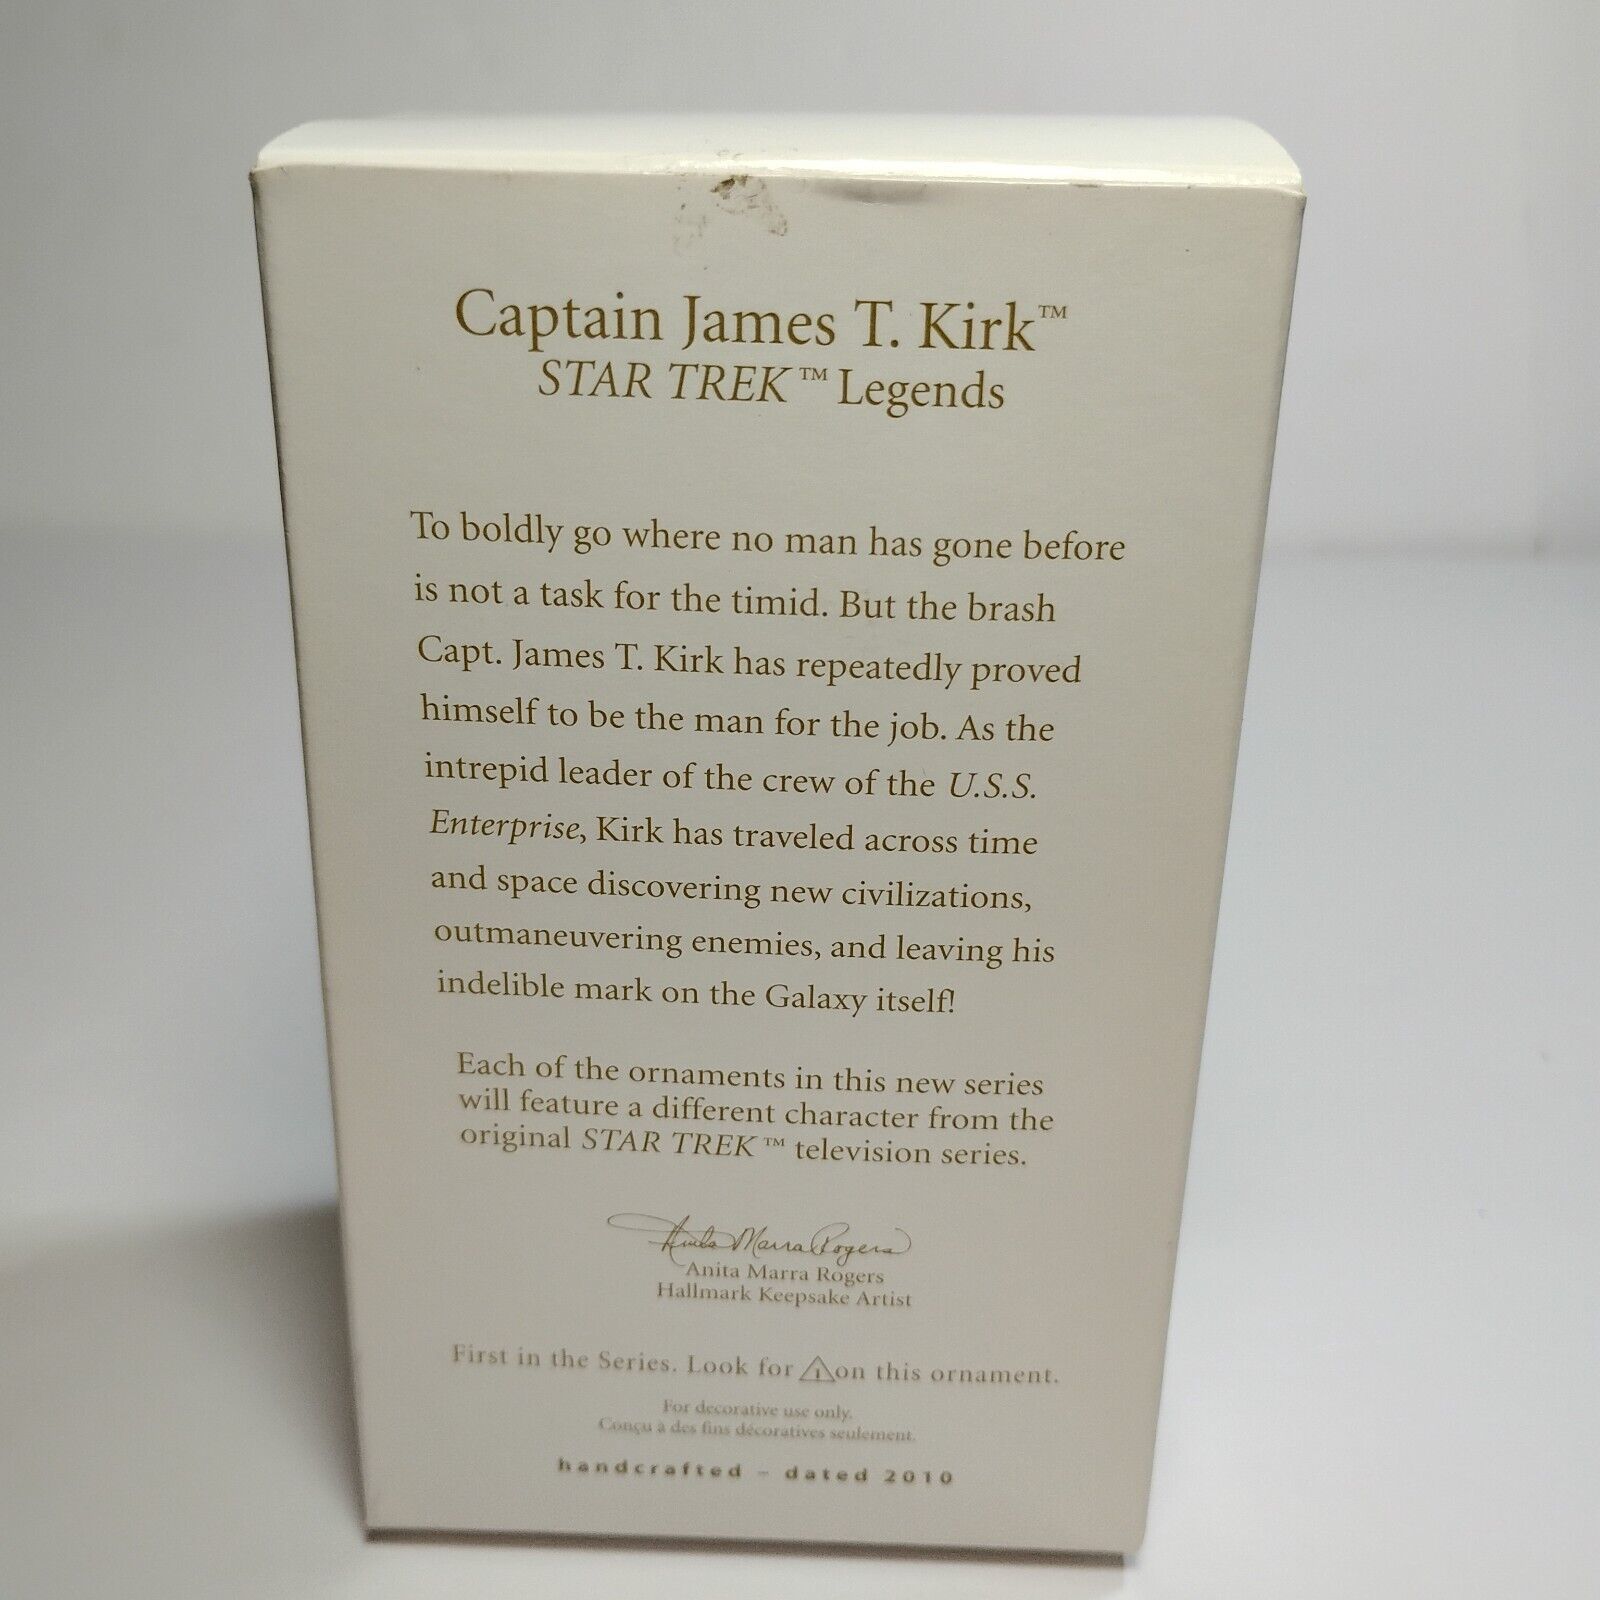 Captain James T. Kirk™
STAR TREK™ Legends
To boldly go where no man has gone before
is not a task for the timid. But the brash
Capt. James T. Kirk has repeatedly proved
himself to be the man for the job. As the
intrepid leader of the crew of the U.S.S.
Enterprise, Kirk has traveled across time
and space discovering new civilizations,
outmaneuvering enemies, and leaving his
indelible mark on the Galaxy itself!
Each of the ornaments in this new series
will feature a different character from the
original STAR TREK™ television series.
Anita Marra Rogers
Anita Marra Rogers
Hallmark Keepsake Artist
First in the Series. Look for 1 on this ornament.
For decorative use only.
Conçu à des fins décoratives seulement.
handcrafted – dated 2010